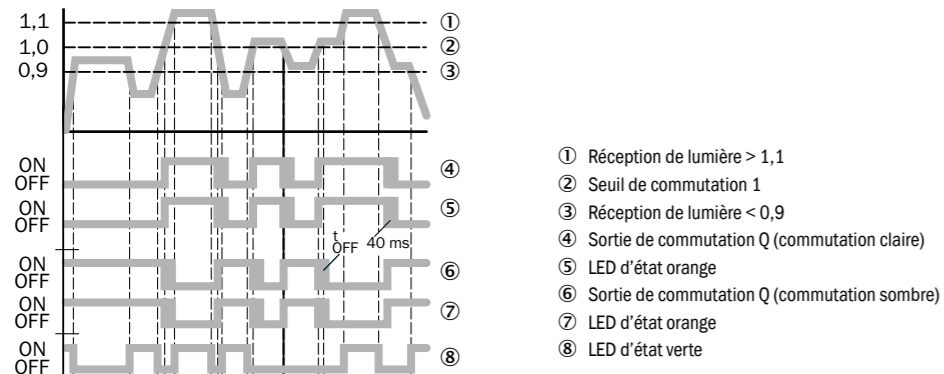 1,1 ①
1,0 ②
0,9 ③
ON
OFF ④
ON
OFF ⑤
tOFF 40 ms
ON
OFF ⑥
ON
OFF ⑦
ON
OFF ⑧
① Réception de lumière > 1,1
② Seuil de commutation 1
③ Réception de lumière < 0,9
④ Sortie de commutation Q (commutation claire)
⑤ LED d'état orange
⑥ Sortie de commutation Q (commutation sombre)
⑦ LED d'état orange
⑧ LED d'état verte